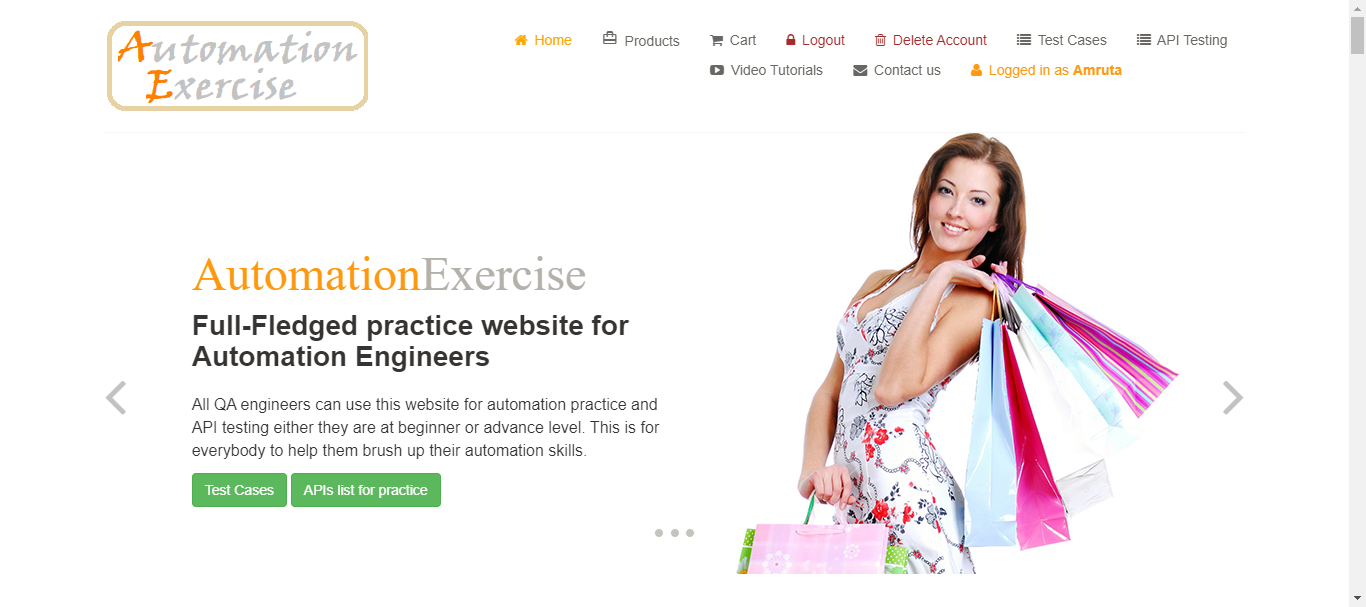 Automation
Exercise
Home Products Cart Logout Delete Account Test Cases API Testing
Video Tutorials Contact us Logged in as Amruta
AutomationExercise
Full-Fledged practice website for
Automation Engineers
All QA engineers can use this website for automation practice and
API testing either they are at beginner or advance level. This is for
everybody to help them brush up their automation skills.
Test Cases APIs list for practice